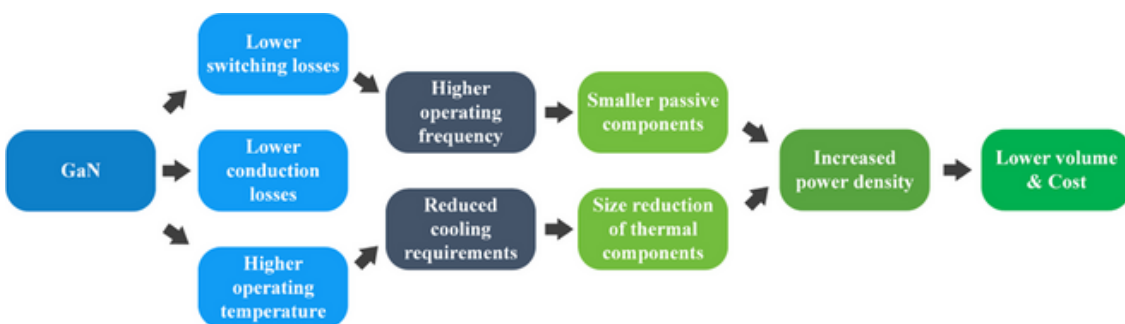 GaN
Lower
switching losses
Lower
conduction
losses
Higher
operating
temperature
Higher
operating
frequency
Reduced
cooling
requirements
Smaller passive
components
Size reduction
of thermal
components
Increased
power density
Lower volume
& Cost